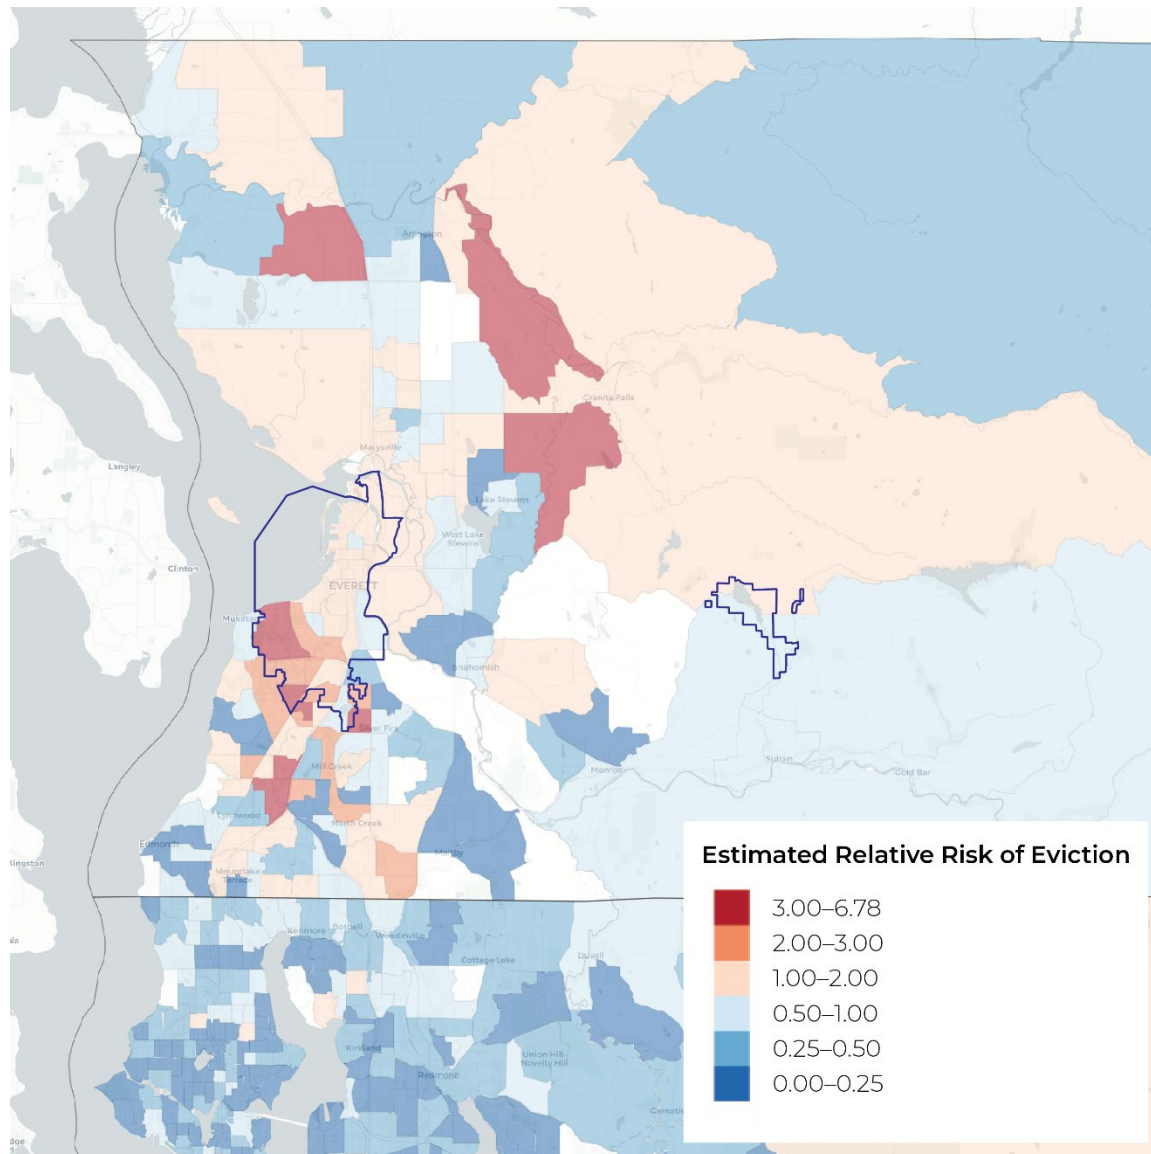 Arlington
Granite Falls
Marysville
Langley
Lake Stevens
West Lake
Stevens
Clinton
EVERETT
Snohomish
Silver Firs
Sultan
Monroe
Gold Bar
Mill Creek
Lynnwood
North Creek
Edmonds
Maltby
Kingston
Mountlake
Terrace
Estimated Relative Risk of Eviction
3.00–6.78
2.00–3.00
1.00–2.00
0.50–1.00
0.25–0.50
0.00–0.25
Kenmore
Bothell
Woodinville
Cottage Lake
Duvall
Kirkland
Union Hill-
Novelty Hill
Redmond
Carnatio